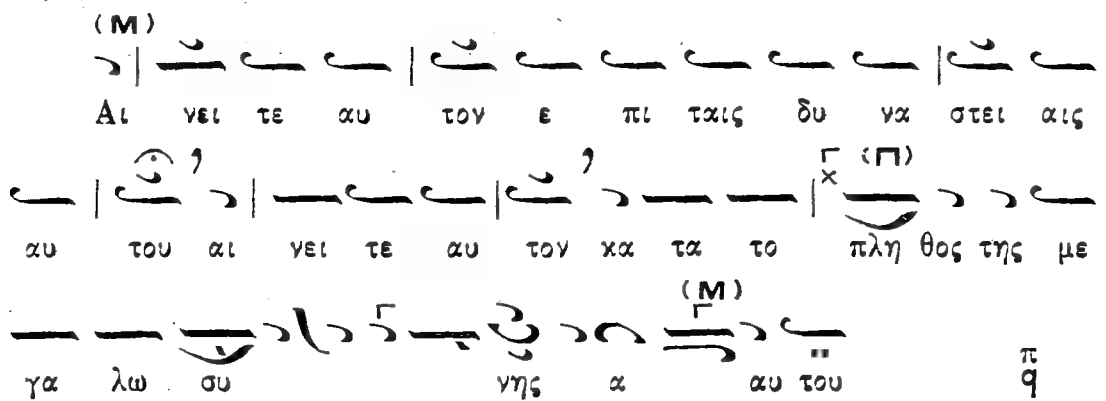 (Μ)
Αι νει τε αυ τον ε πι ταις δυ να στει αις
(Π)
αυ του αι νει τε αυ τον κα τα το πλη θος της με
(Μ)
γα λω συ νης α αυ του π q